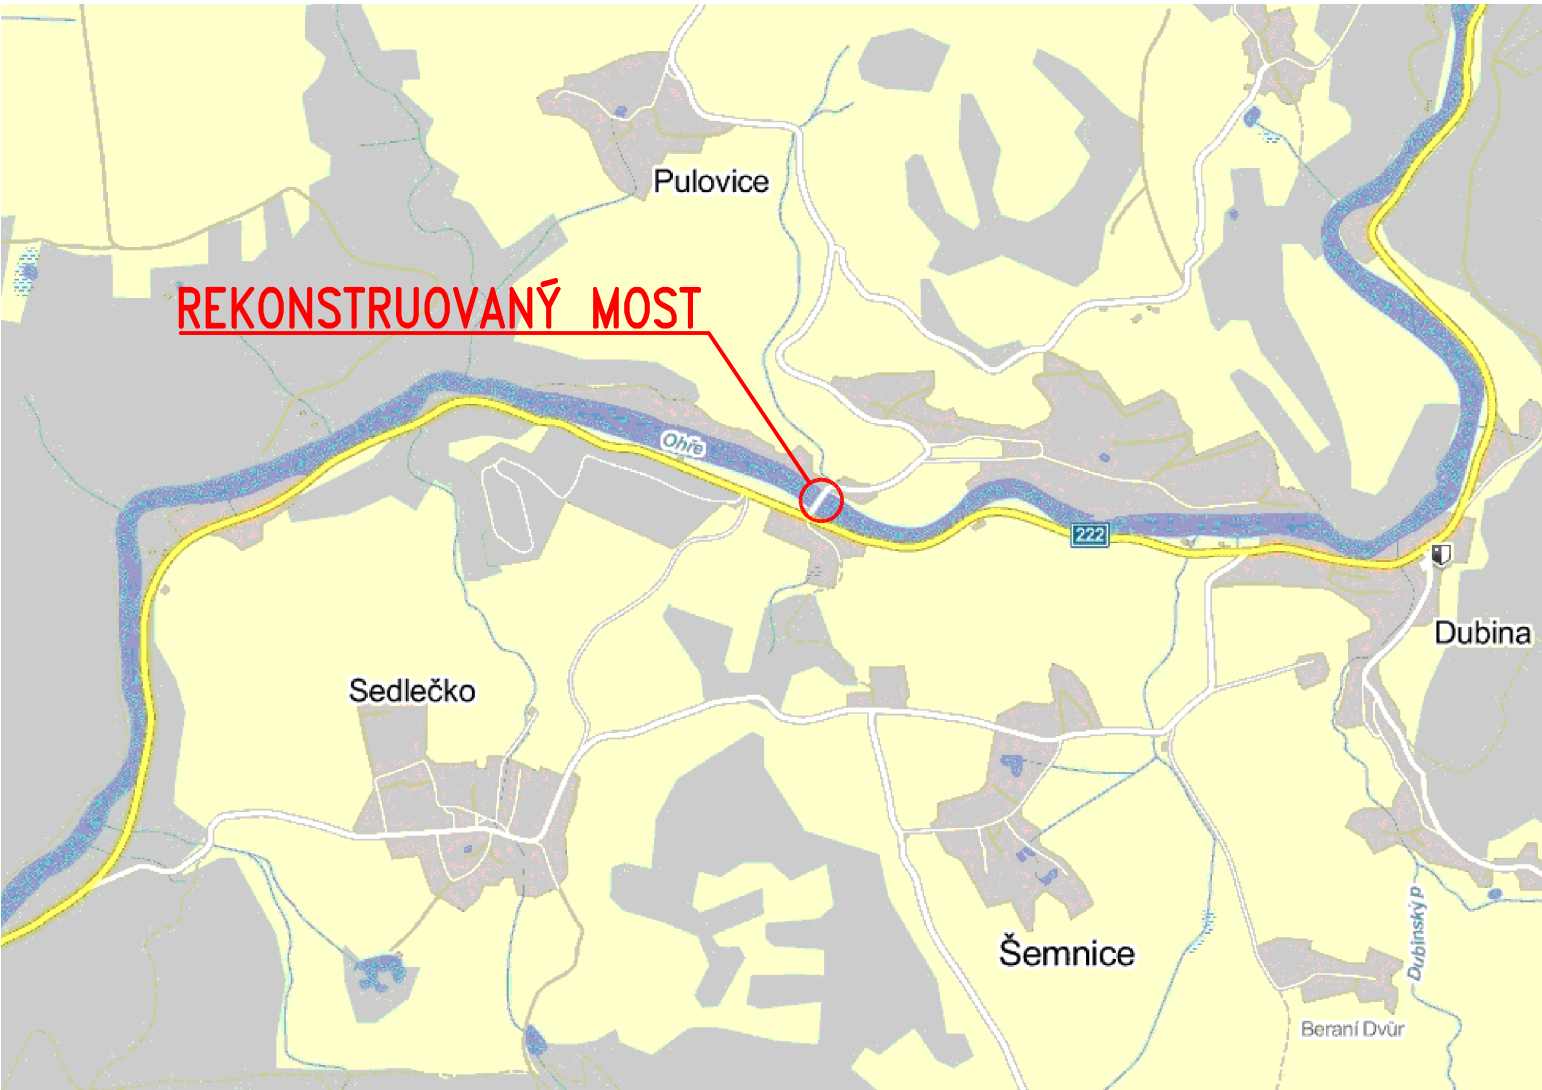 Pulovice
REKONSTRUOVANÝ MOST
Ohře
222
Dubina
Sedlečko
Dubinský p
Šemnice
Beraní Dvůr